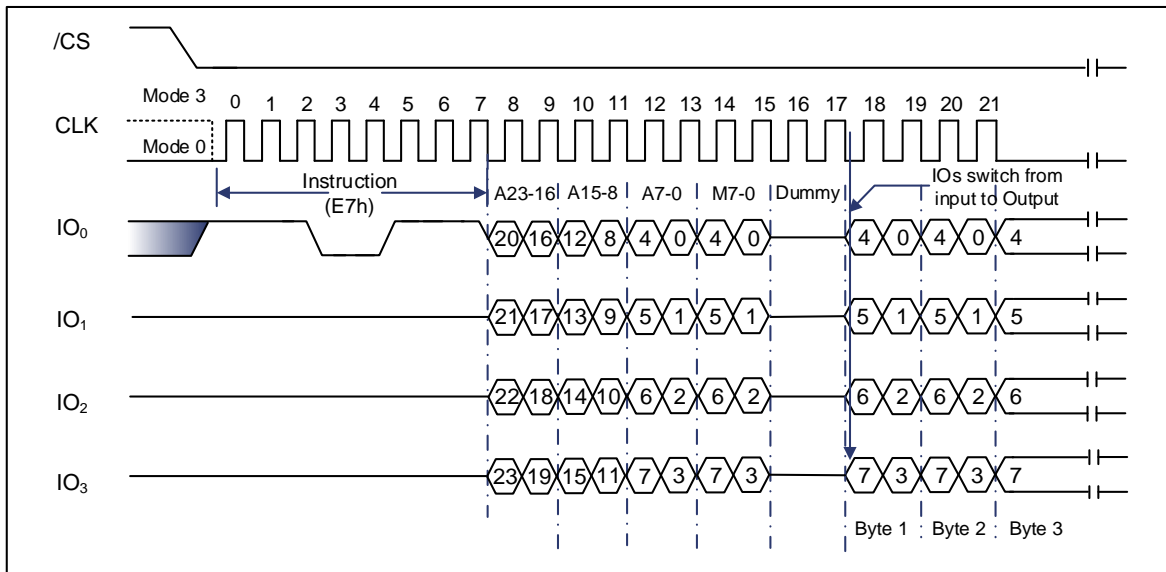 /CS
Mode 3
0 1 2 3 4 5 6 7 8 9 10 11 12 13 14 15 16 17 18 19 20 21
CLK
Mode 0
Instruction
(E7h)
A23-16 A15-8 A7-0 M7-0 Dummy
IOs switch from
input to Output
IO0 20 16 12 8 4 0 4 0 4 0 4 0 4
IO1 21 17 13 9 5 1 5 1 5 1 5 1 5
IO2 22 18 14 10 6 2 6 2 6 2 6 2 6
IO3 23 19 15 11 7 3 7 3 7 3 7 3 7
Byte 1 Byte 2 Byte 3